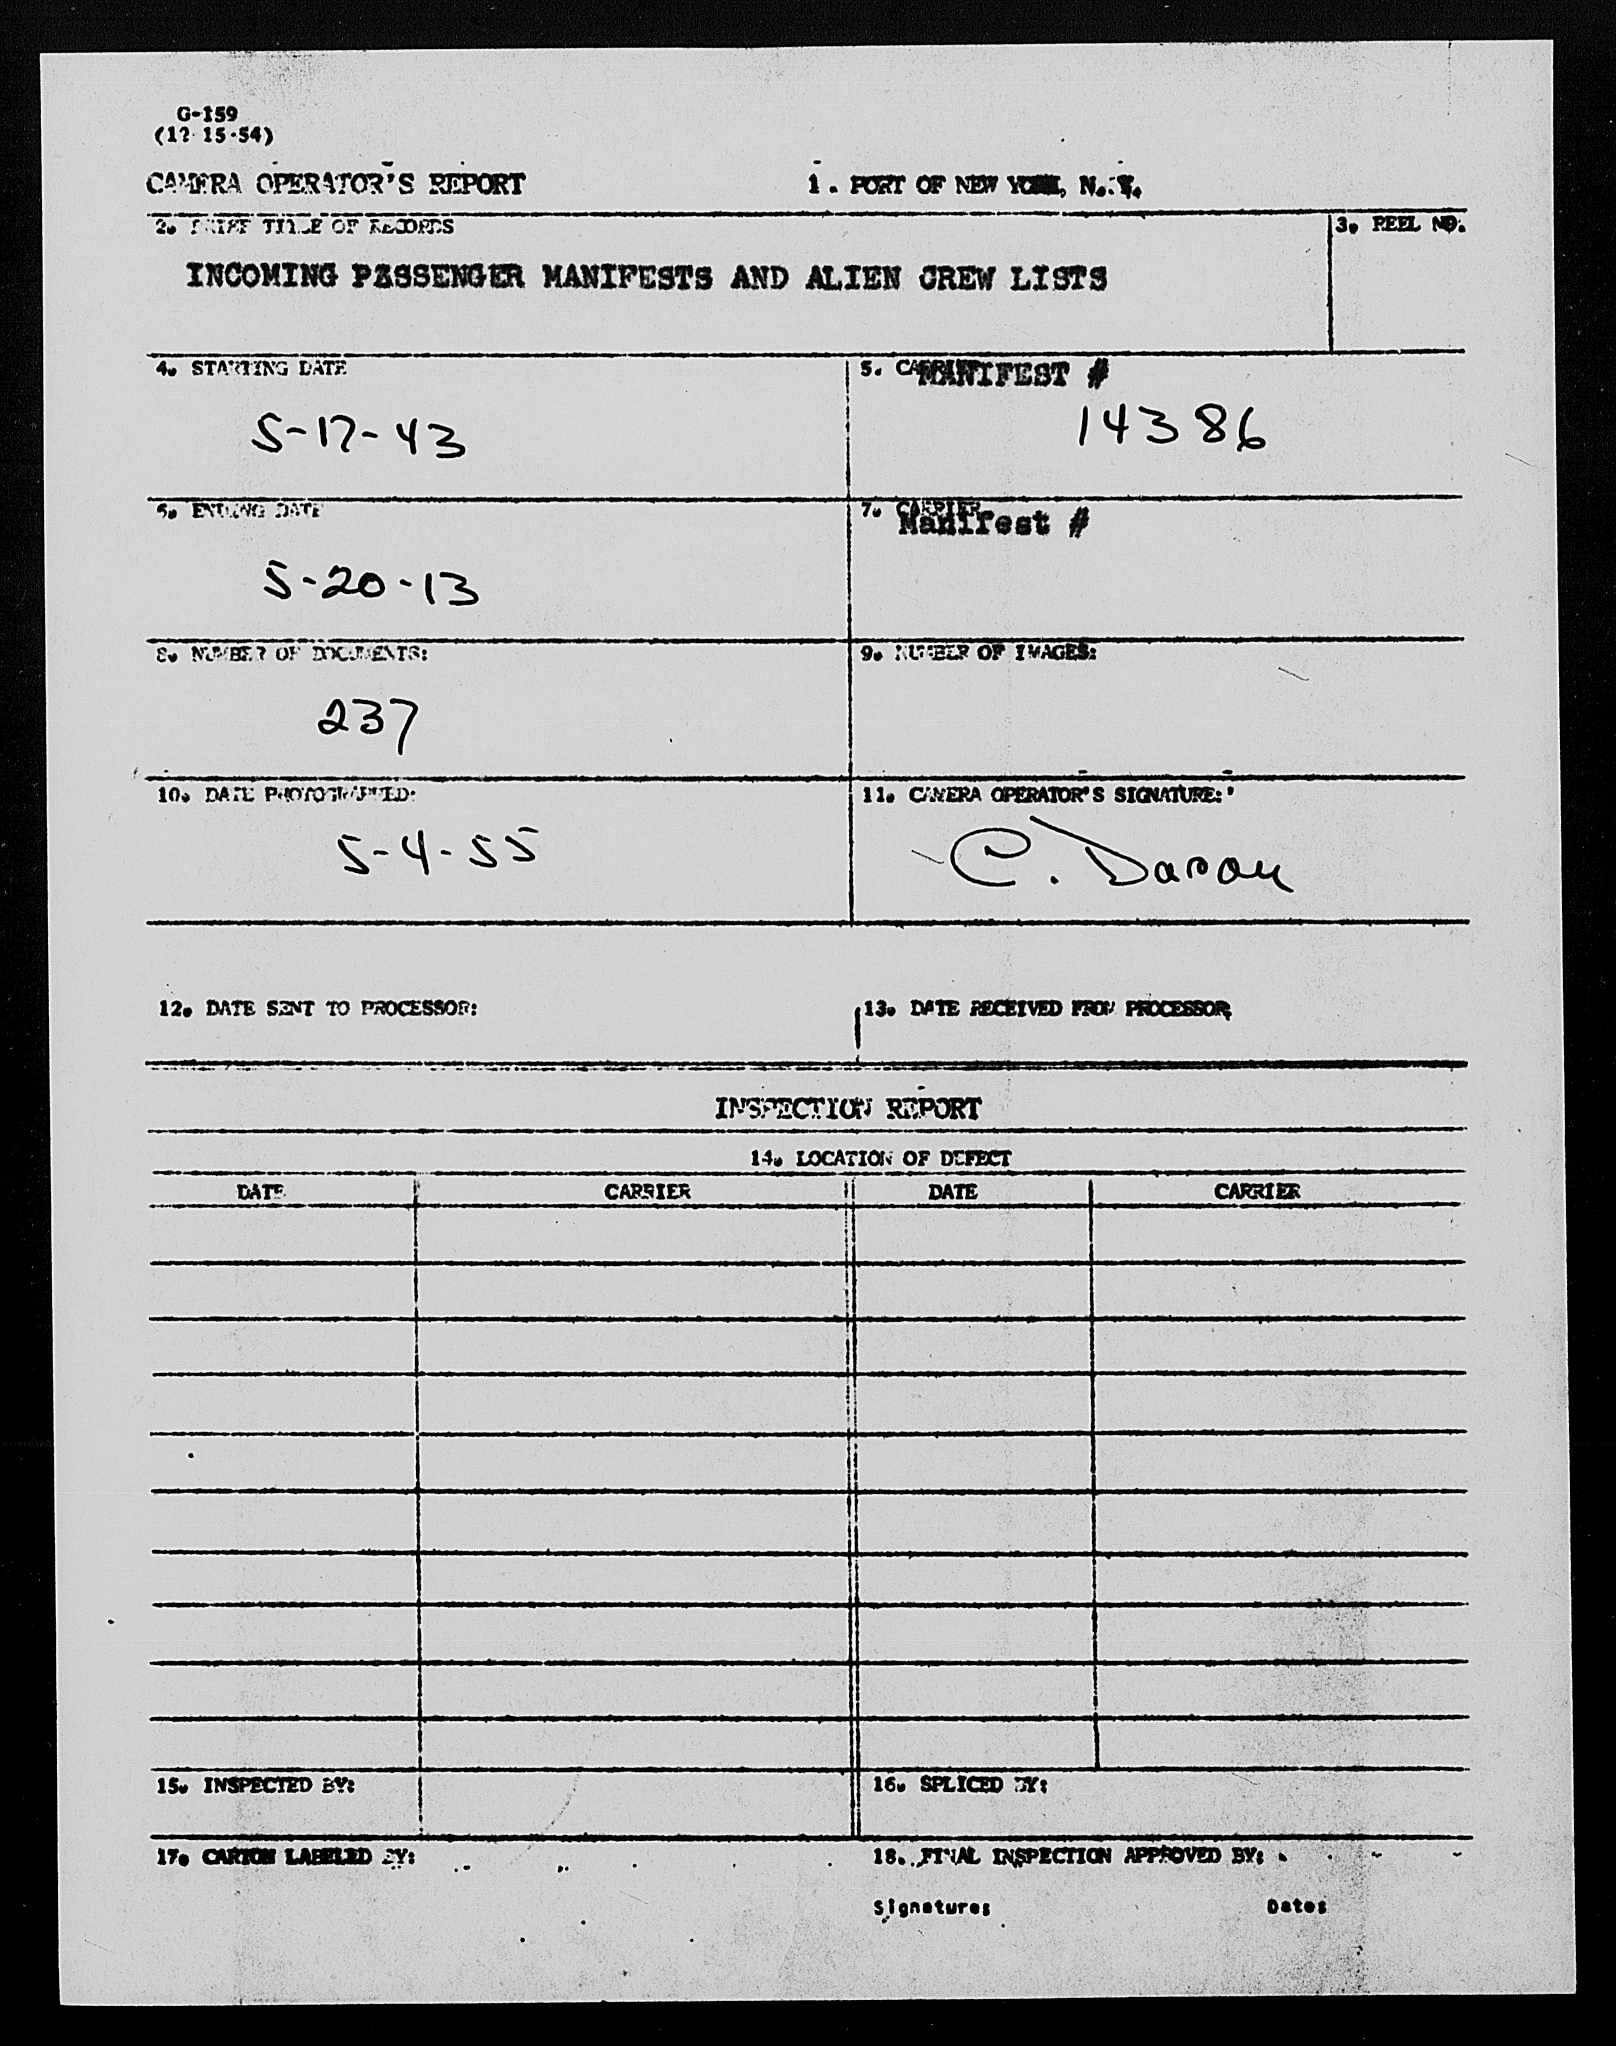 G-159
(12-15-54)
CAMERA OPERATOR'S REPORT
1. PORT OF NEW YORK, N. Y.
2. BRIEF TITLE OF RECORDS
3. REEL NO.
INCOMING PASSENGER MANIFESTS AND ALIEN CREW LISTS
4. STARTING DATE
5. CARRIER
MANIFEST #
5-17-43
14386
6. ENDING DATE
7. CARRIER
Manifest #
5-20-13
8. NUMBER OF DOCUMENTS:
9. NUMBER OF IMAGES:
237
10. DATE PHOTOGRAPHED:
11. CAMERA OPERATOR'S SIGNATURE:
5-4-55
C.
12. DATE SENT TO PROCESSOR:
13. DATE RECEIVED FROM PROCESSOR
INSPECTION REPORT
14. LOCATION OF DEFECT
DATE CARRIER DATE CARRIER
15. INSPECTED BY:
16. SPLICED BY:
17. CARTON LABELED BY:
18. FINAL INSPECTION APPROVED BY:
Signature: Date: